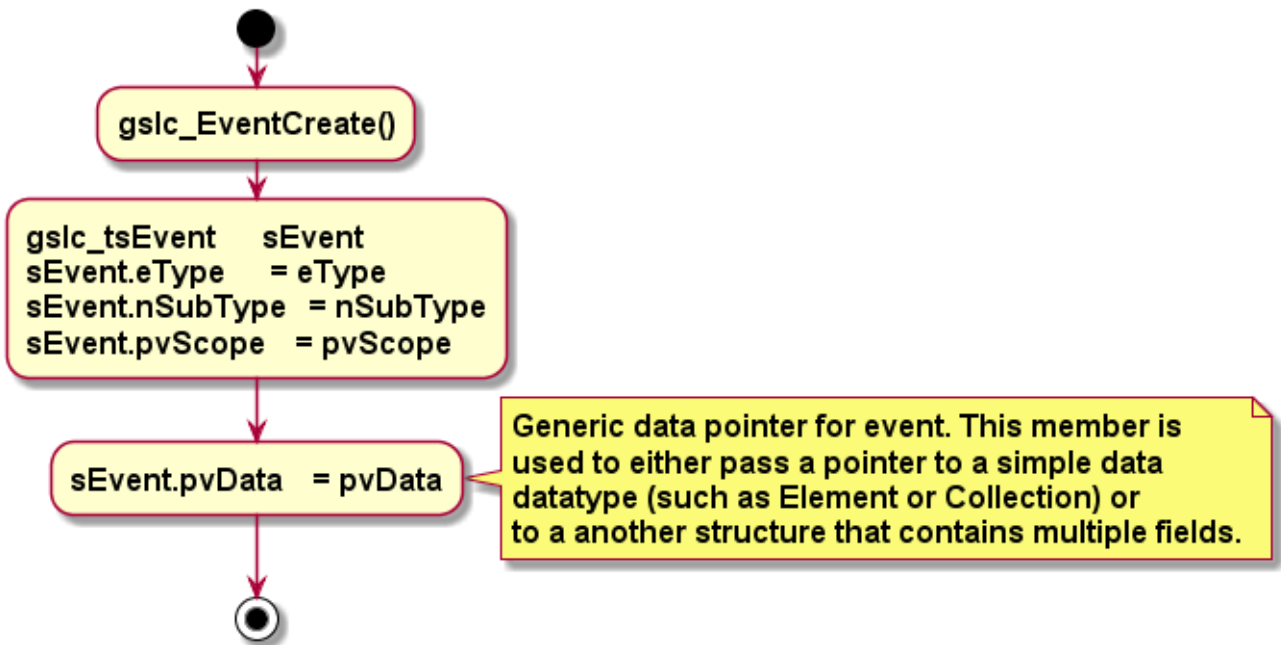 gslc_EventCreate()
gslc_tsEvent sEvent
sEvent.eType = eType
sEvent.nSubType = nSubType
sEvent.pvScope = pvScope
sEvent.pvData = pvData
Generic data pointer for event. This member is
used to either pass a pointer to a simple data
datatype (such as Element or Collection) or
to a another structure that contains multiple fields.